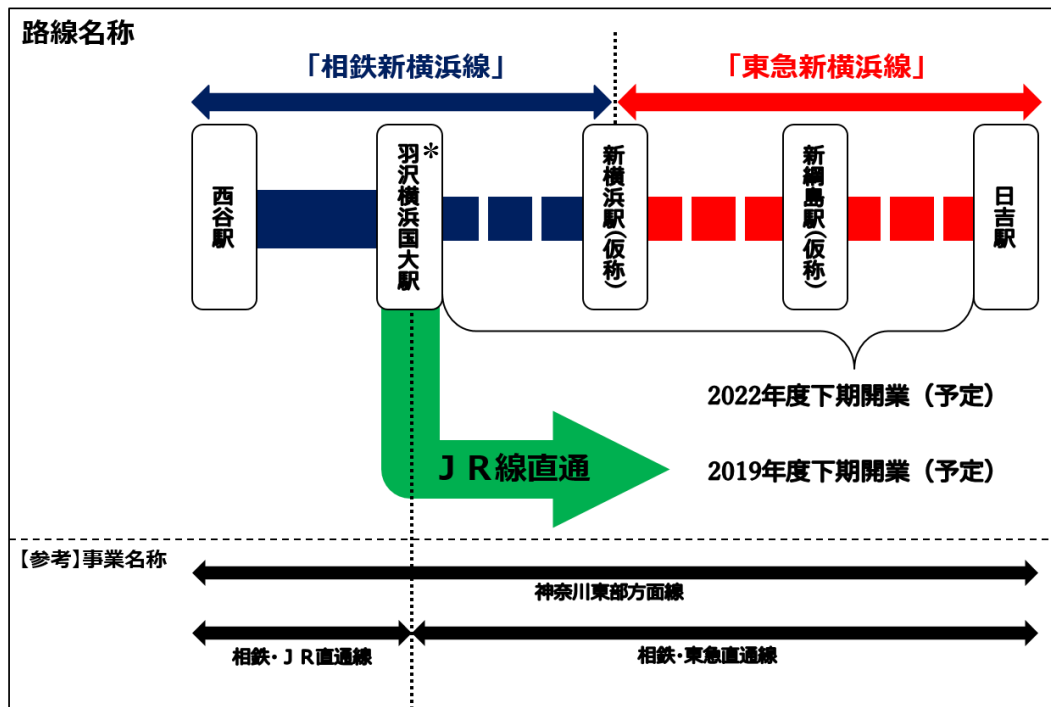 路線名称
「相鉄新横浜線」
「東急新横浜線」
西谷駅
羽沢横浜国大駅*
新横浜駅(仮称)
新綱島駅(仮称)
日吉駅
2022年度下期開業（予定）
ＪＲ線直通
2019年度下期開業（予定）
【参考】事業名称
神奈川東部方面線
相鉄・ＪＲ直通線
相鉄・東急直通線